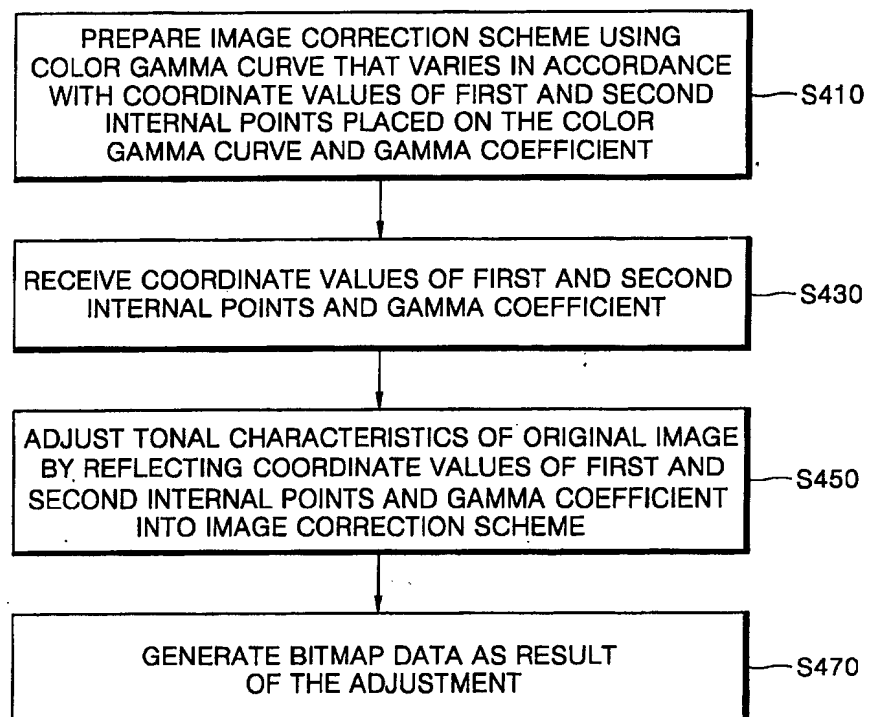 PREPARE IMAGE CORRECTION SCHEME USING
COLOR GAMMA CURVE THAT VARIES IN ACCORDANCE
WITH COORDINATE VALUES OF FIRST AND SECOND
INTERNAL POINTS PLACED ON THE COLOR
GAMMA CURVE AND GAMMA COEFFICIENT
S410
RECEIVE COORDINATE VALUES OF FIRST AND SECOND
INTERNAL POINTS AND GAMMA COEFFICIENT
S430
ADJUST TONAL CHARACTERISTICS OF ORIGINAL IMAGE
BY REFLECTING COORDINATE VALUES OF FIRST AND
SECOND INTERNAL POINTS AND GAMMA COEFFICIENT
INTO IMAGE CORRECTION SCHEME
S450
GENERATE BITMAP DATA AS RESULT
OF THE ADJUSTMENT
S470